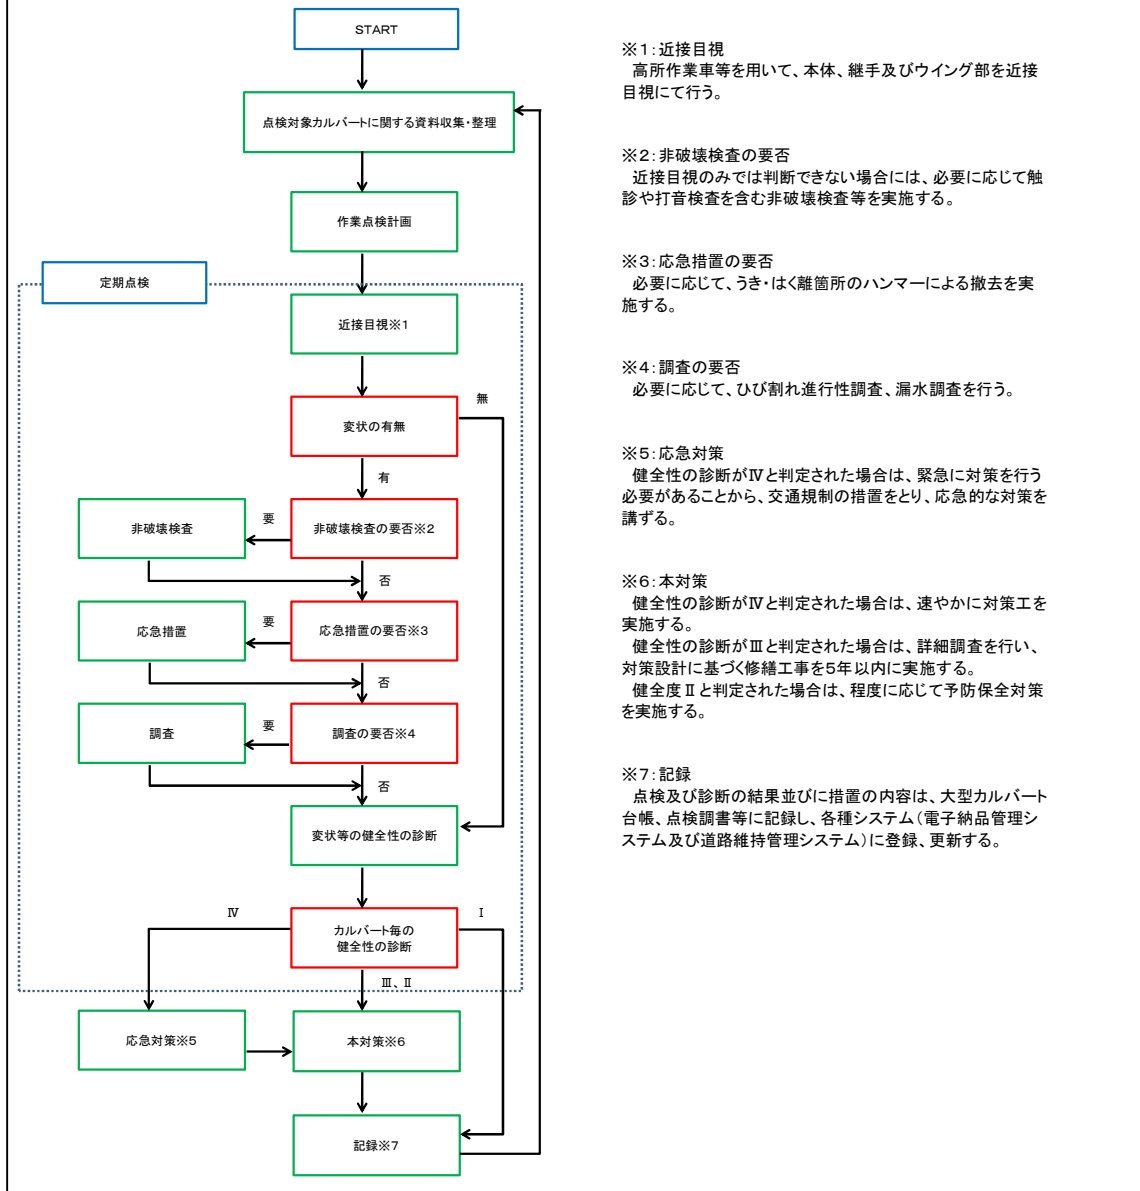 START
点検対象カルバートに関する資料収集・整理
作業点検計画
定期点検
近接目視※1
無
変状の有無
有
要
非破壊検査
非破壊検査の要否※2
否
要
応急措置
応急措置の要否※3
否
要
調査
調査の要否※4
否
変状等の健全性の診断
Ⅳ
Ⅰ
カルバート毎の
健全性の診断
Ⅲ、Ⅱ
応急対策※5
本対策※6
記録※7
※1：近接目視
高所作業車等を用いて、本体、継手及びウイング部を近接
目視にて行う。
※2：非破壊検査の要否
近接目視のみでは判断できない場合には、必要に応じて触
診や打音検査を含む非破壊検査等を実施する。
※3：応急措置の要否
必要に応じて、うき・はく離箇所のハンマーによる撤去を実
施する。
※4：調査の要否
必要に応じて、ひび割れ進行性調査、漏水調査を行う。
※5：応急対策
健全性の診断がⅣと判定された場合は、緊急に対策を行う
必要があることから、交通規制の措置をとり、応急的な対策を
講ずる。
※6：本対策
健全性の診断がⅣと判定された場合は、速やかに対策工を
実施する。
健全性の診断がⅢと判定された場合は、詳細調査を行い、
対策設計に基づく修繕工事を5年以内に実施する。
健全度Ⅱと判定された場合は、程度に応じて予防保全対策
を実施する。
※7：記録
点検及び診断の結果並びに措置の内容は、大型カルバート
台帳、点検調書等に記録し、各種システム（電子納品管理シ
ステム及び道路維持管理システム）に登録、更新する。